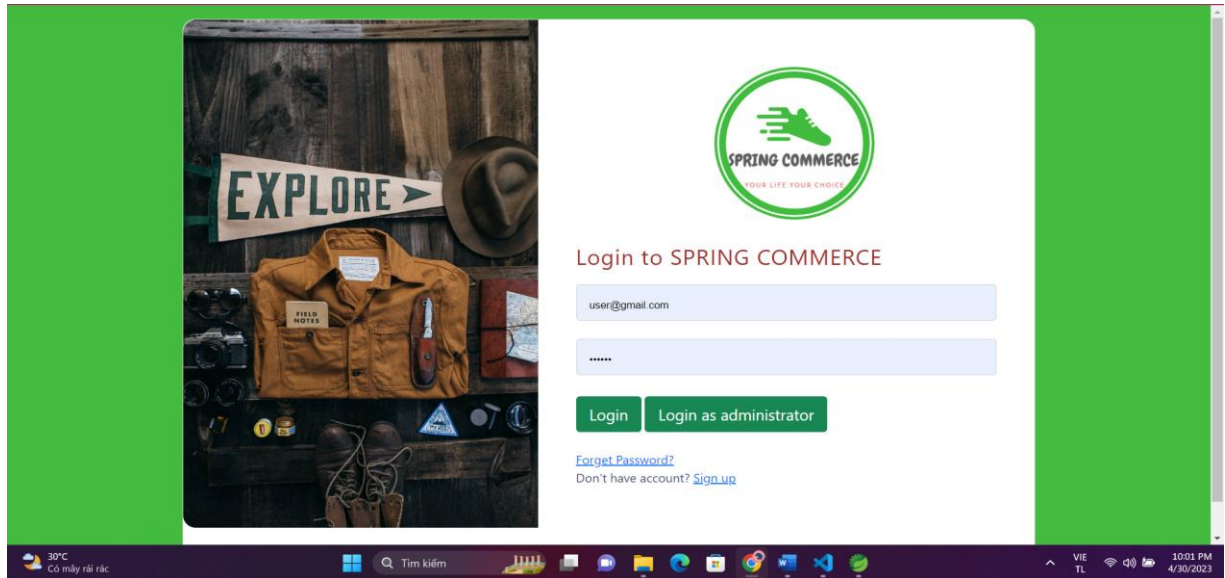 EXPLORE
FIELD
NOTES
SPRING COMMERCE
YOUR LIFE YOUR CHOICE
Login to SPRING COMMERCE
user@gmail.com
••••••
Login Login as administrator
Forget Password?
Don't have account? Sign up
30°C
Có mây rải rác
Tìm kiếm
VIE
TL
10:01 PM
4/30/2023